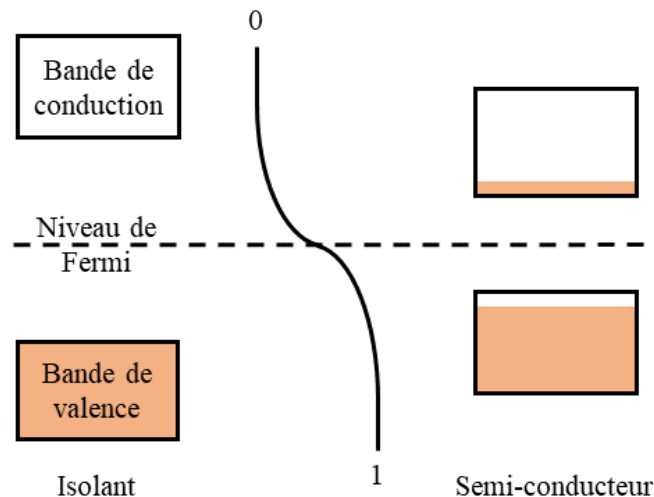 0
Bande de
conduction
Niveau de
Fermi
Bande de
valence
1
Isolant
Semi-conducteur